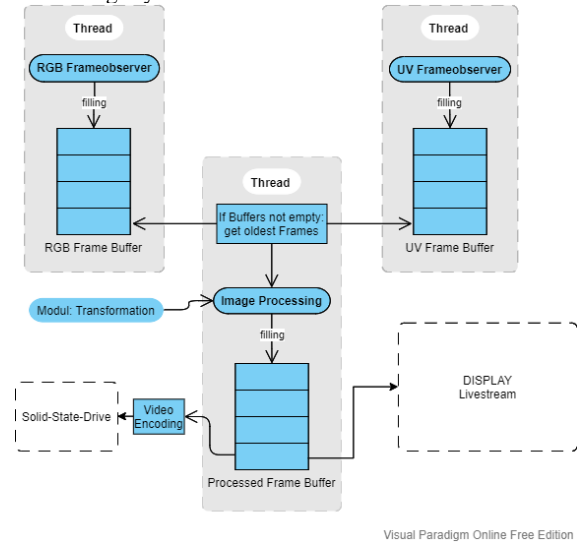 Thread
Thread
RGB Frameobserver
UV Frameobserver
filling
filling
Thread
If Buffers not empty:
get oldest Frames
RGB Frame Buffer
UV Frame Buffer
Modul: Transformation
Image Processing
filling
DISPLAY
Livestream
Solid-State-Drive
Video
Encoding
Processed Frame Buffer
Visual Paradigm Online Free Edition